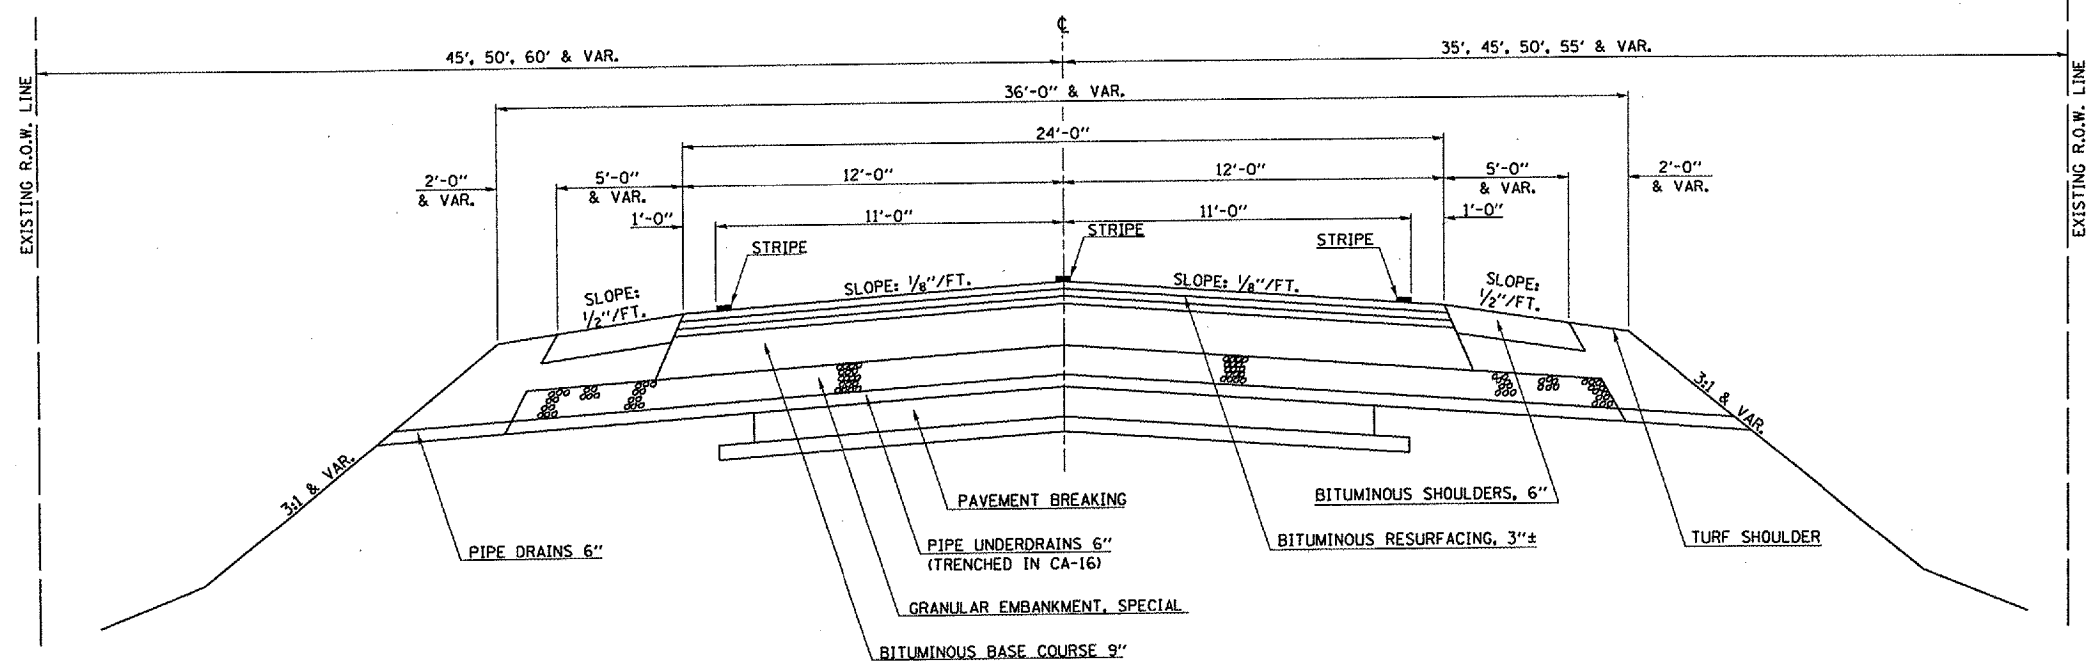 ℄
45', 50', 60' & VAR.
35', 45', 50', 55' & VAR.
36'-0" & VAR.
24'-0"
2'-0"
& VAR.
5'-0"
& VAR.
12'-0"
12'-0"
5'-0"
& VAR.
2'-0"
& VAR.
1'-0"
11'-0"
11'-0"
1'-0"
EXISTING R.O.W. LINE
EXISTING R.O.W. LINE
STRIPE
STRIPE
STRIPE
SLOPE:
1/2"/FT.
SLOPE: 1/8"/FT.
SLOPE: 1/8"/FT.
SLOPE:
1/2"/FT.
3:1 & VAR.
3:1 & VAR.
PAVEMENT BREAKING
BITUMINOUS SHOULDERS, 6"
PIPE DRAINS 6"
PIPE UNDERDRAINS 6"
(TRENCHED IN CA-16)
BITUMINOUS RESURFACING, 3"±
TURF SHOULDER
GRANULAR EMBANKMENT, SPECIAL
BITUMINOUS BASE COURSE 9"